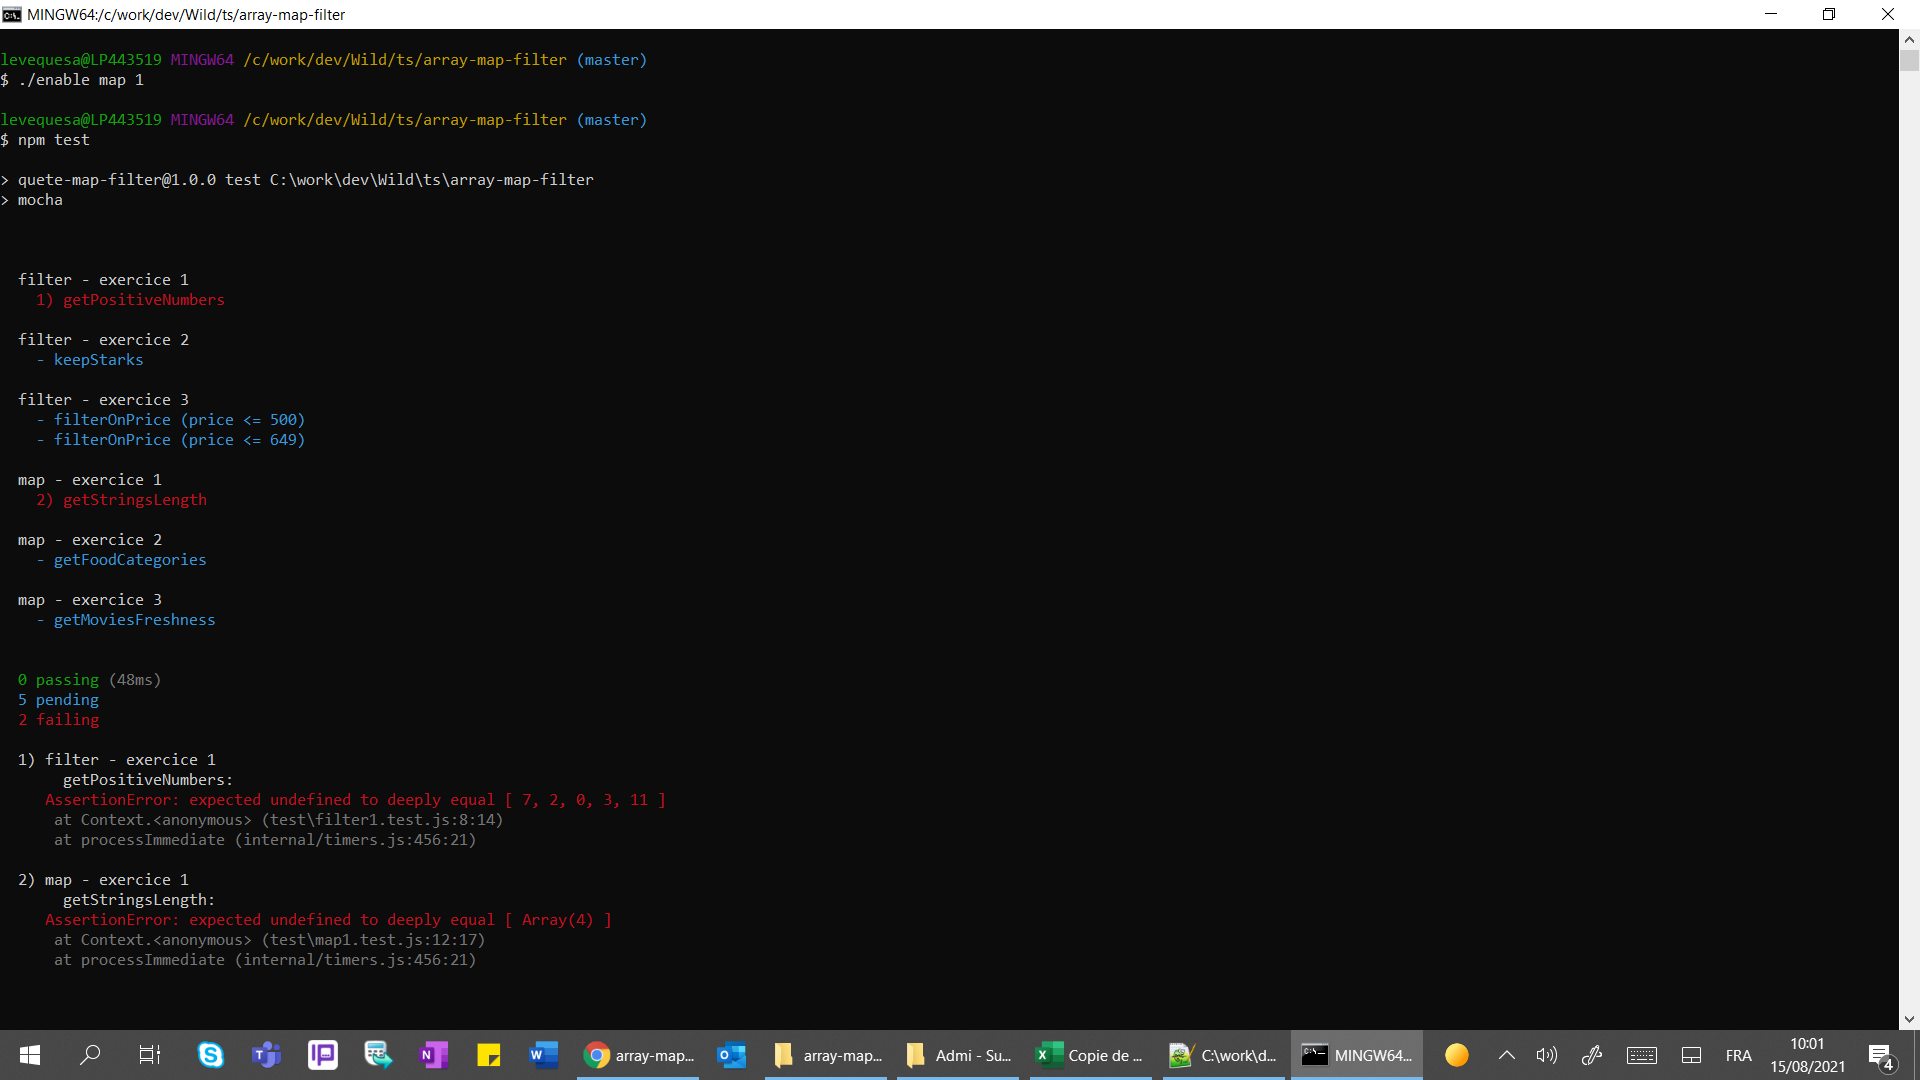 MINGW64:/c/work/dev/Wild/ts/array-map-filter
levequesa@LP443519 MINGW64 /c/work/dev/Wild/ts/array-map-filter (master)
$ ./enable map 1
levequesa@LP443519 MINGW64 /c/work/dev/Wild/ts/array-map-filter (master)
$ npm test
> quete-map-filter@1.0.0 test C:\work\dev\Wild\ts\array-map-filter
> mocha
filter - exercice 1
1) getPositiveNumbers
filter - exercice 2
- keepStarks
filter - exercice 3
- filterOnPrice (price <= 500)
- filterOnPrice (price <= 649)
map - exercice 1
2) getStringsLength
map - exercice 2
- getFoodCategories
map - exercice 3
- getMoviesFreshness
0 passing (48ms)
5 pending
2 failing
1) filter - exercice 1
getPositiveNumbers:
AssertionError: expected undefined to deeply equal [ 7, 2, 0, 3, 11 ]
at Context.<anonymous> (test\filter1.test.js:8:14)
at processImmediate (internal/timers.js:456:21)
2) map - exercice 1
getStringsLength:
AssertionError: expected undefined to deeply equal [ Array(4) ]
at Context.<anonymous> (test\map1.test.js:12:17)
at processImmediate (internal/timers.js:456:21)
array-map... array-map... Admi - Su... Copie de ... C:\work\d... MINGW64... FRA 10:01
15/08/2021 4